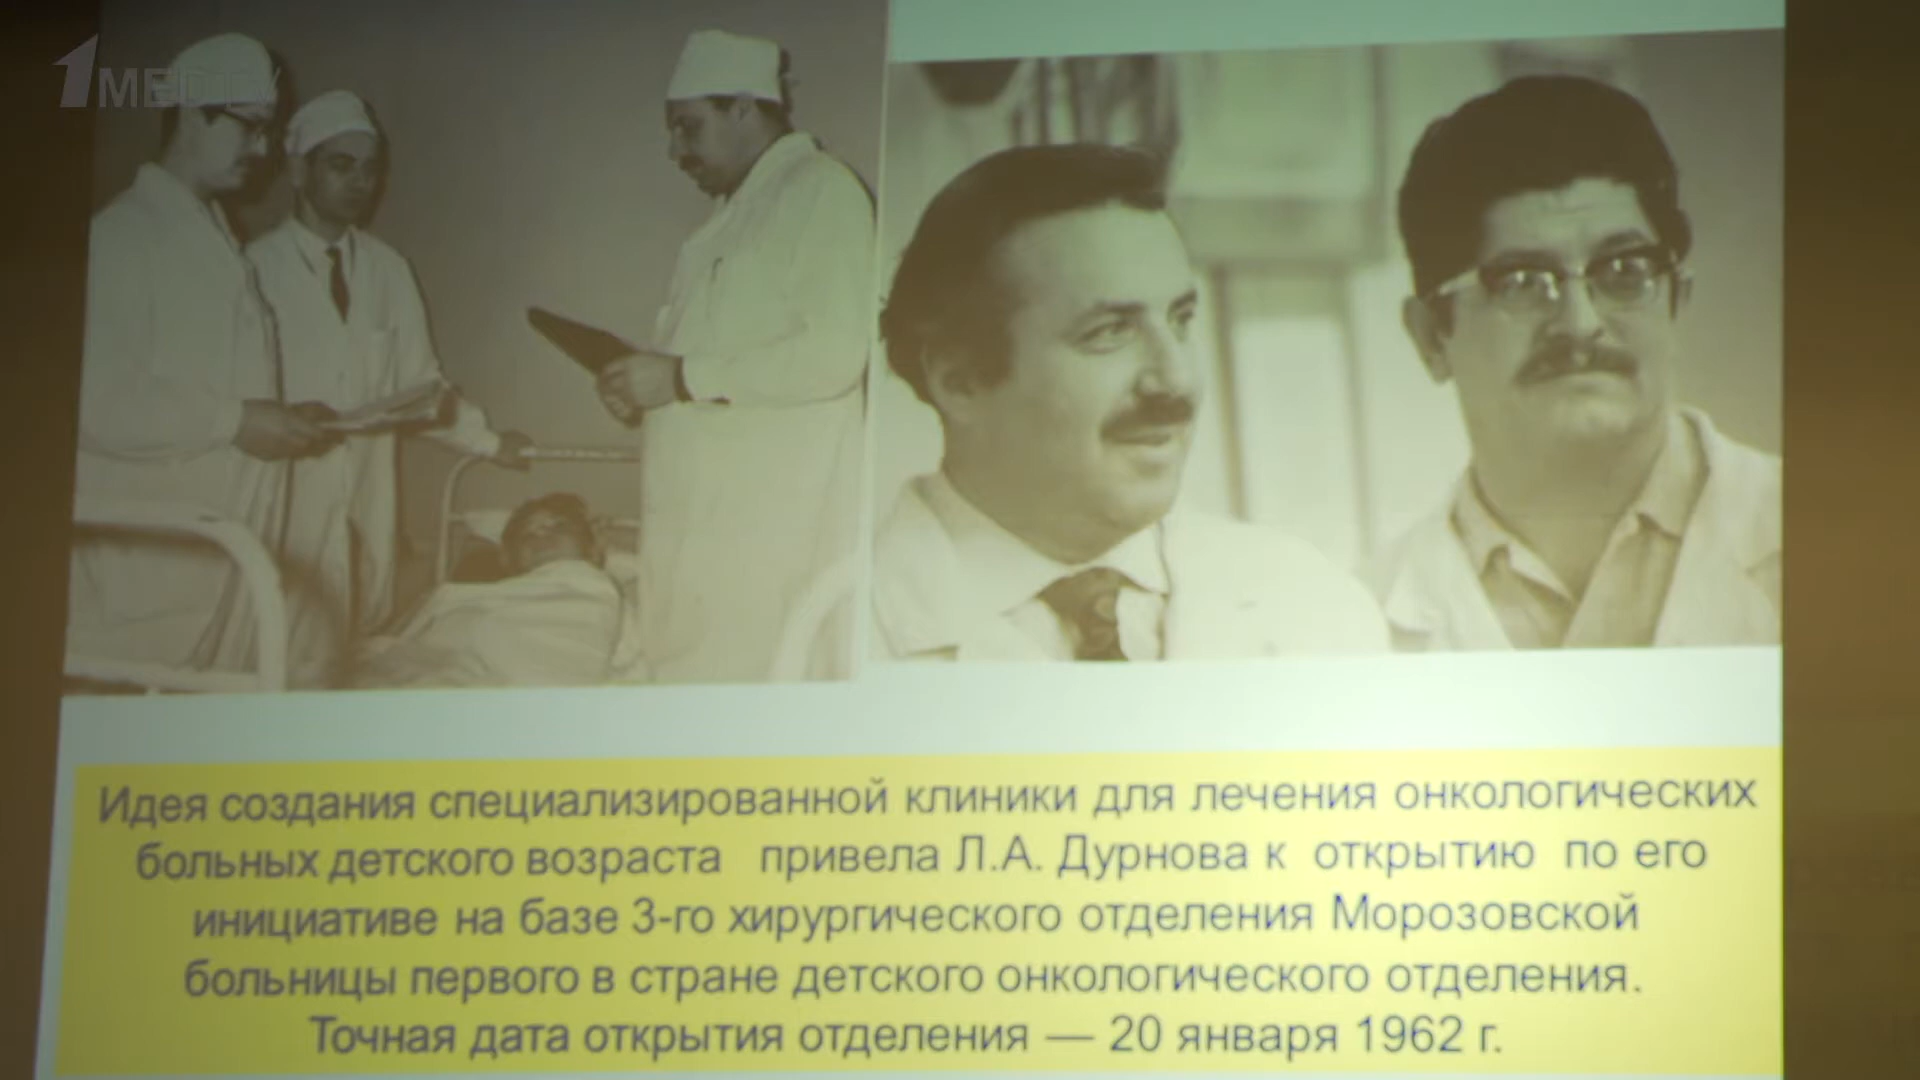 1МЕДTV
Идея создания специализированной клиники для лечения онкологических
больных детского возраста привела Л.А. Дурнова к открытию по его
инициативе на базе 3-го хирургического отделения Морозовской
больницы первого в стране детского онкологического отделения.
Точная дата открытия отделения — 20 января 1962 г.